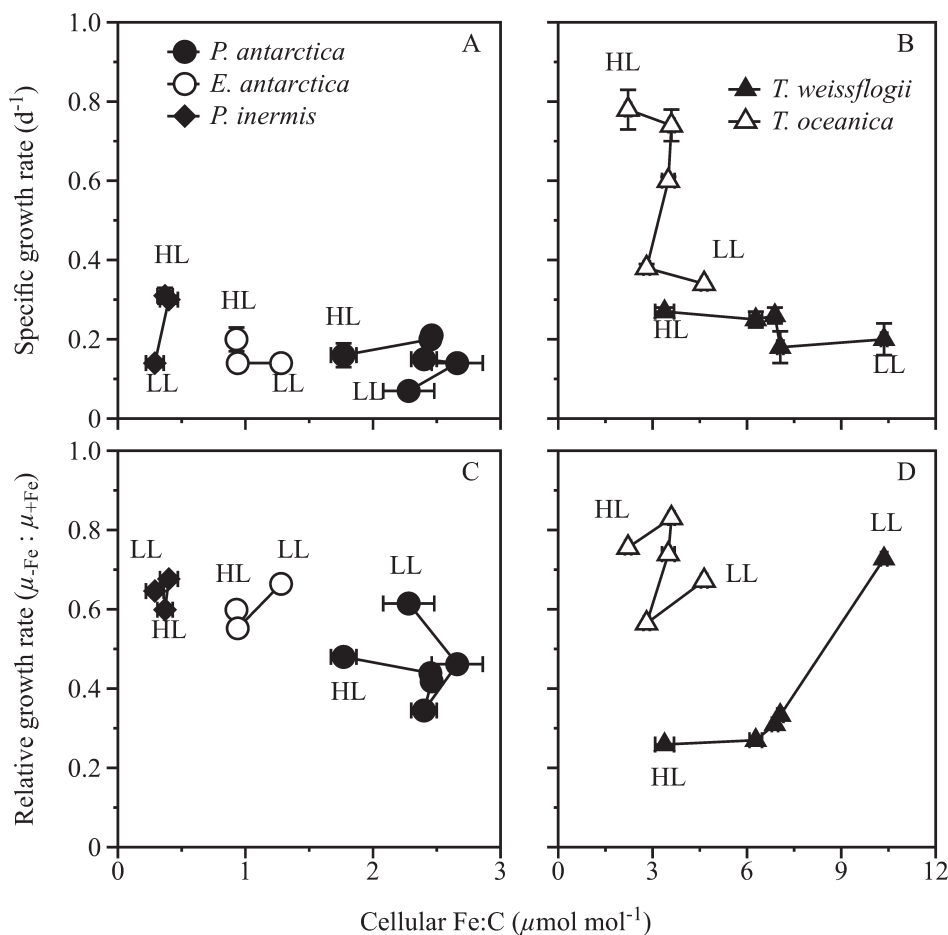 Specific growth rate (d⁻¹)
1.0
0.8
0.6
0.4
0.2
0
A
P. antarctica
E. antarctica
P. inermis
HL
HL
HL
LL
LL
LL
B
T. weissflogii
T. oceanica
HL
LL
HL
LL
Relative growth rate (μ-Fe : μ+Fe)
1.0
0.8
0.6
0.4
0.2
0
C
LL
HL
HL
LL
LL
HL
0
1
2
3
D
HL
LL
LL
HL
0
3
6
9
12
Cellular Fe:C (μmol mol⁻¹)